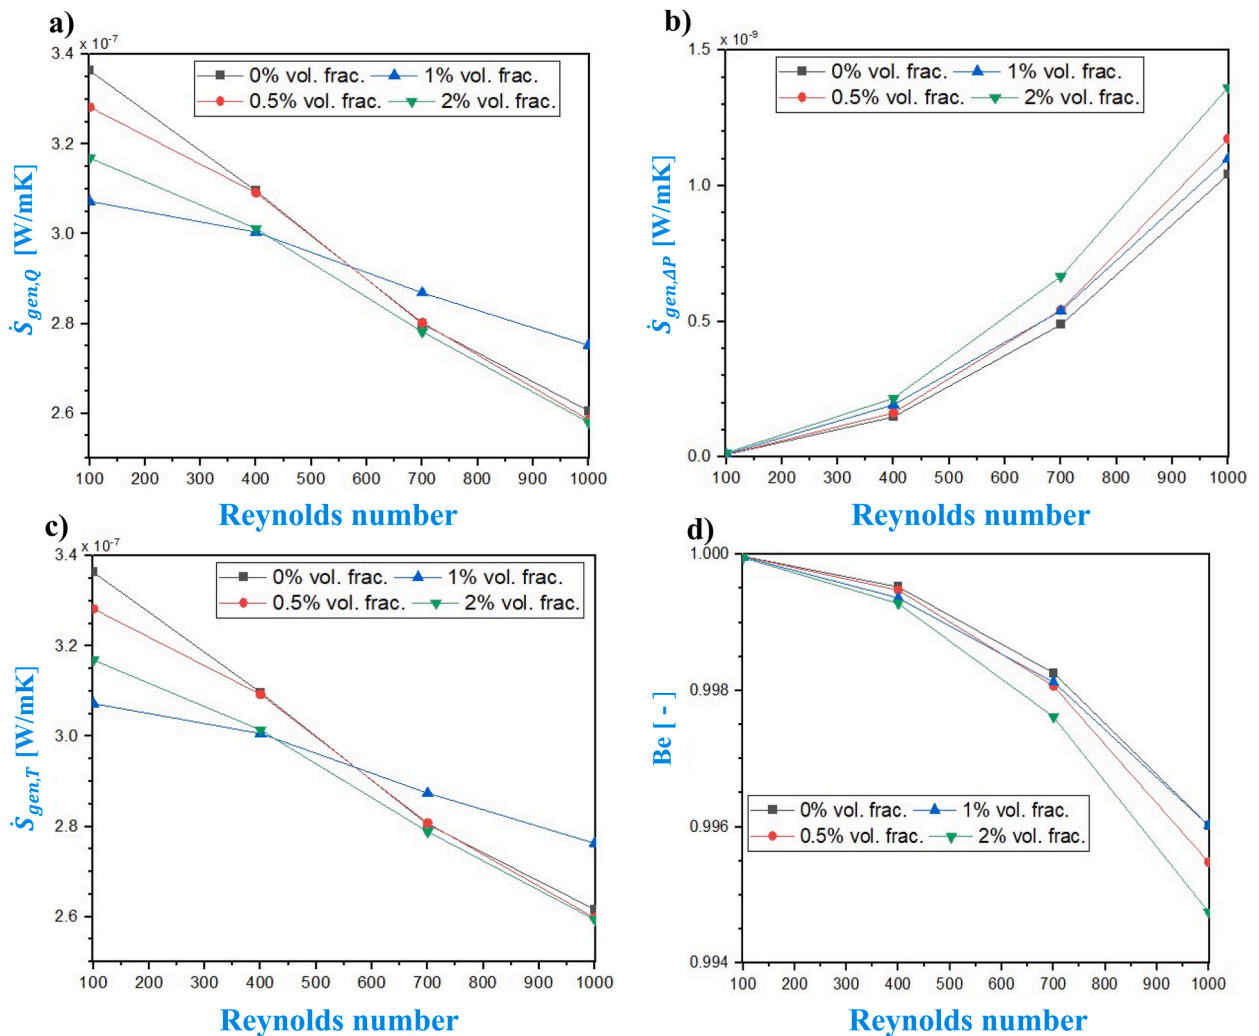 a)
3.4 x 10⁻⁷
3.2
3.0
2.8
2.6
Ṡgen,Q [W/mK]
0% vol. frac. 1% vol. frac.
0.5% vol. frac. 2% vol. frac.
100 200 300 400 500 600 700 800 900 1000
Reynolds number
b)
x 10⁻⁹
1.5
1.0
0.5
0.0
Ṡgen,ΔP [W/mK]
0% vol. frac. 1% vol. frac.
0.5% vol. frac. 2% vol. frac.
100 200 300 400 500 600 700 800 900 1000
Reynolds number
c)
3.4 x 10⁻⁷
3.2
3.0
2.8
2.6
Ṡgen,T [W/mK]
0% vol. frac. 1% vol. frac.
0.5% vol. frac. 2% vol. frac.
100 200 300 400 500 600 700 800 900 1000
Reynolds number
d)
1.000
0.998
0.996
0.994
Be [ - ]
0% vol. frac. 1% vol. frac.
0.5% vol. frac. 2% vol. frac.
100 200 300 400 500 600 700 800 900 1000
Reynolds number